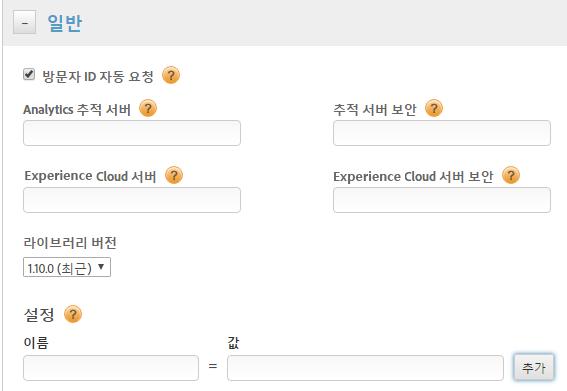 - 일반
방문자 ID 자동 요청 ?
Analytics 추적 서버 ? 추적 서버 보안 ?
Experience Cloud 서버 ? Experience Cloud 서버 보안 ?
라이브러리 버전
1.10.0 (최근)
설정 ?
이름 값
= 추가